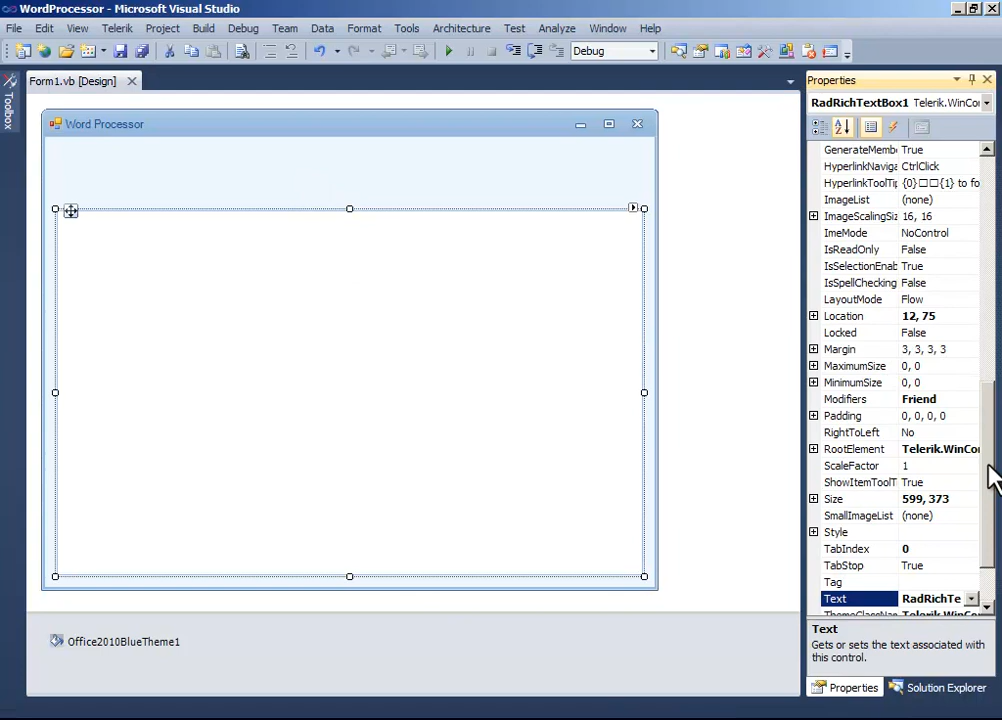 WordProcessor - Microsoft Visual Studio
File Edit View Telerik Project Build Debug Team Data Format Tools Architecture Test Analyze Window Help
Debug
Toolbox
Form1.vb [Design]
Word Processor
Office2010BlueTheme1
Properties
RadRichTextBox1 Telerik.WinCo
GenerateMemb True
HyperlinkNaviga CtrlClick
HyperlinkToolTip {0}□□{1} to fo
ImageList (none)
ImageScalingSiz 16, 16
ImeMode NoControl
IsReadOnly False
IsSelectionEnab True
IsSpellChecking False
LayoutMode Flow
Location 12, 75
Locked False
Margin 3, 3, 3, 3
MaximumSize 0, 0
MinimumSize 0, 0
Modifiers Friend
Padding 0, 0, 0, 0
RightToLeft No
RootElement Telerik.WinCo
ScaleFactor 1
ShowItemToolT True
Size 599, 373
SmallImageList (none)
Style
TabIndex 0
TabStop True
Tag
Text RadRichTe
ThemeClassNa Telerik.WinCo
Text
Gets or sets the text associated with
this control.
Properties Solution Explorer